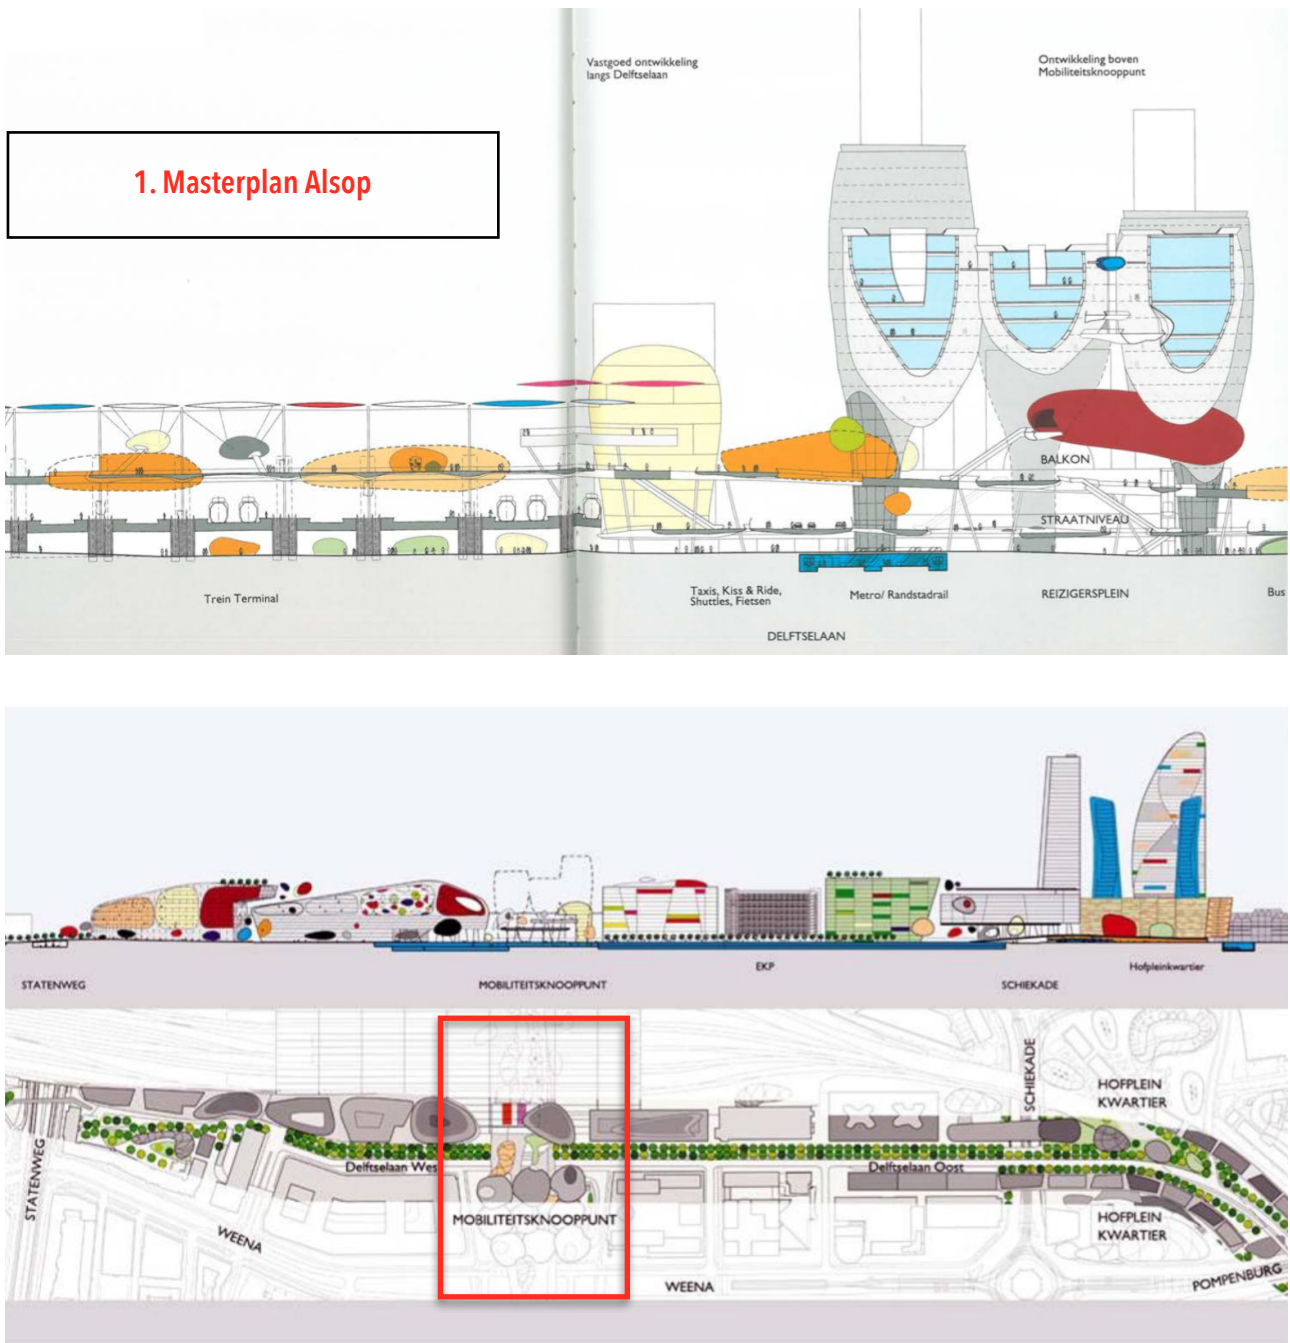 Vastgoed ontwikkeling
langs Delftselaan
Ontwikkeling boven
Mobiliteitsknooppunt
1. Masterplan Alsop
BALKON
STRAATNIVEAU
Trein Terminal
Taxis, Kiss & Ride,
Shuttles, Fietsen
Metro/ Randstadrail
REIZIGERSPLEIN
Bus
DELFTSELAAN
EKP
Hofpleinkwartier
STATENWEG
MOBILITEITSKNOOPPUNT
SCHIEKADE
SCHIEKADE
HOFPLEIN
KWARTIER
STATENWEG
Delftselaan Wes
Delftselaan Oost
MOBILITEITSKNOOPPUNT
HOFPLEIN
KWARTIER
WEENA
WEENA
POMPENBURG